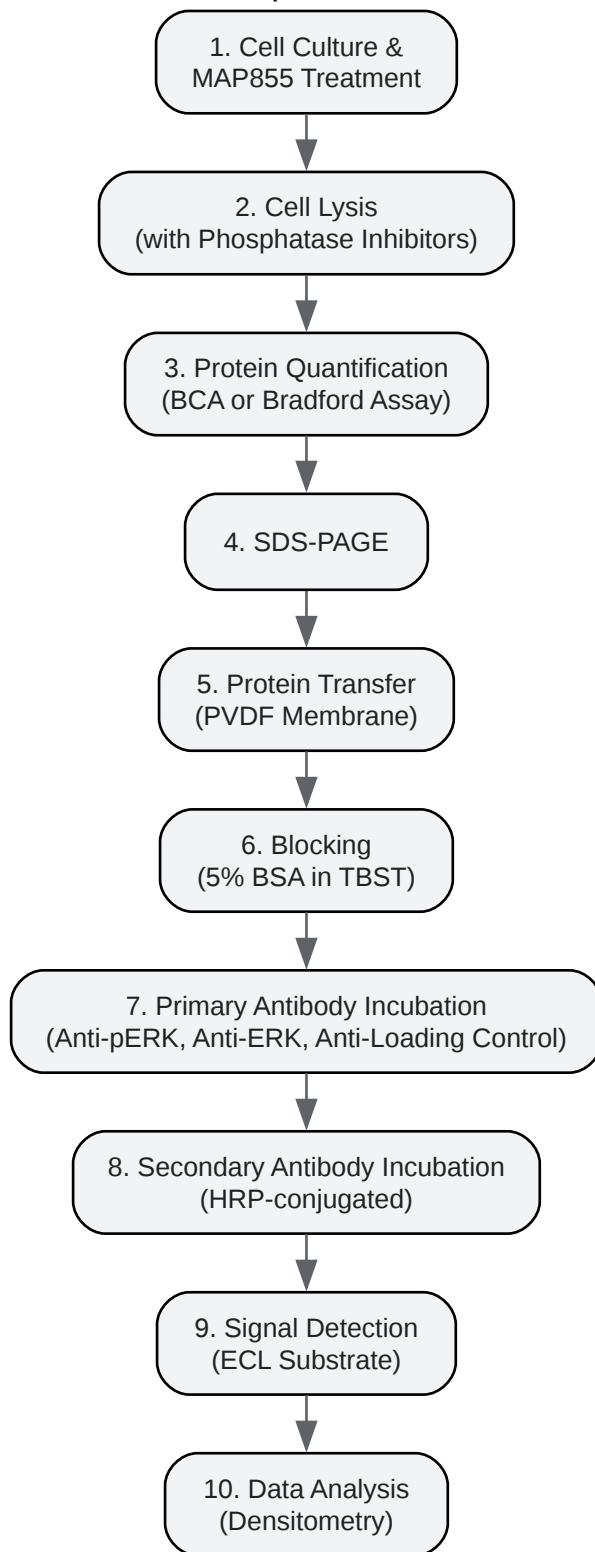 1. Cell Culture &
MAP855 Treatment
2. Cell Lysis
(with Phosphatase Inhibitors)
3. Protein Quantification
(BCA or Bradford Assay)
4. SDS-PAGE
5. Protein Transfer
(PVDF Membrane)
6. Blocking
(5% BSA in TBST)
7. Primary Antibody Incubation
(Anti-pERK, Anti-ERK, Anti-Loading Control)
8. Secondary Antibody Incubation
(HRP-conjugated)
9. Signal Detection
(ECL Substrate)
10. Data Analysis
(Densitometry)